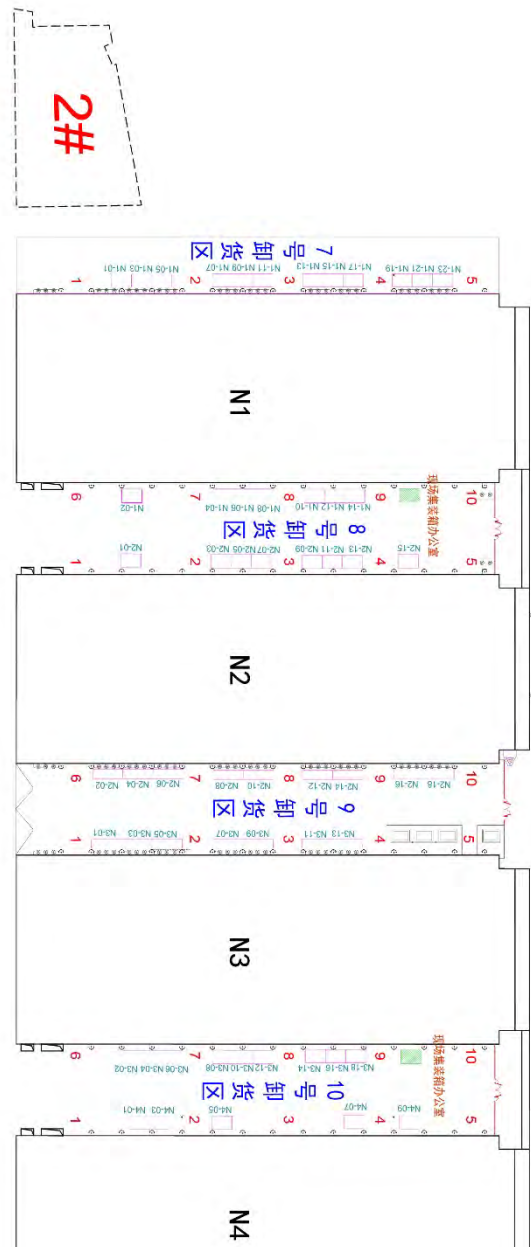 2#
7号卸货区
N1-01 N1-03 N1-05 N1-07 N1-09 N1-11 N1-13 N1-15 N1-17 N1-19 N1-21 N1-23
1 2 3 4 5
N1
6 7 8 9 10
N1-02 N1-04 N1-06 N1-08 N1-10 N1-12 N1-14
现场集装箱办公室
8号卸货区
N2-01 N2-03 N2-05 N2-07 N2-09 N2-11 N2-13 N2-15
1 2 3 4 5
N2
6 7 8 9 10
N2-02 N2-04 N2-06 N2-08 N2-10 N2-12 N2-14 N2-16 N2-18
9号卸货区
N3-01 N3-03 N3-05 N3-07 N3-09 N3-11 N3-13
1 2 3 4 5
N3
6 7 8 9 10
N3-02 N3-04 N3-06 N3-08 N3-10 N3-12 N3-14 N3-16 N3-18
现场集装箱办公室
10号卸货区
N4-01 N4-03 N4-05 N4-07 N4-09
1 2 3 4 5
N4